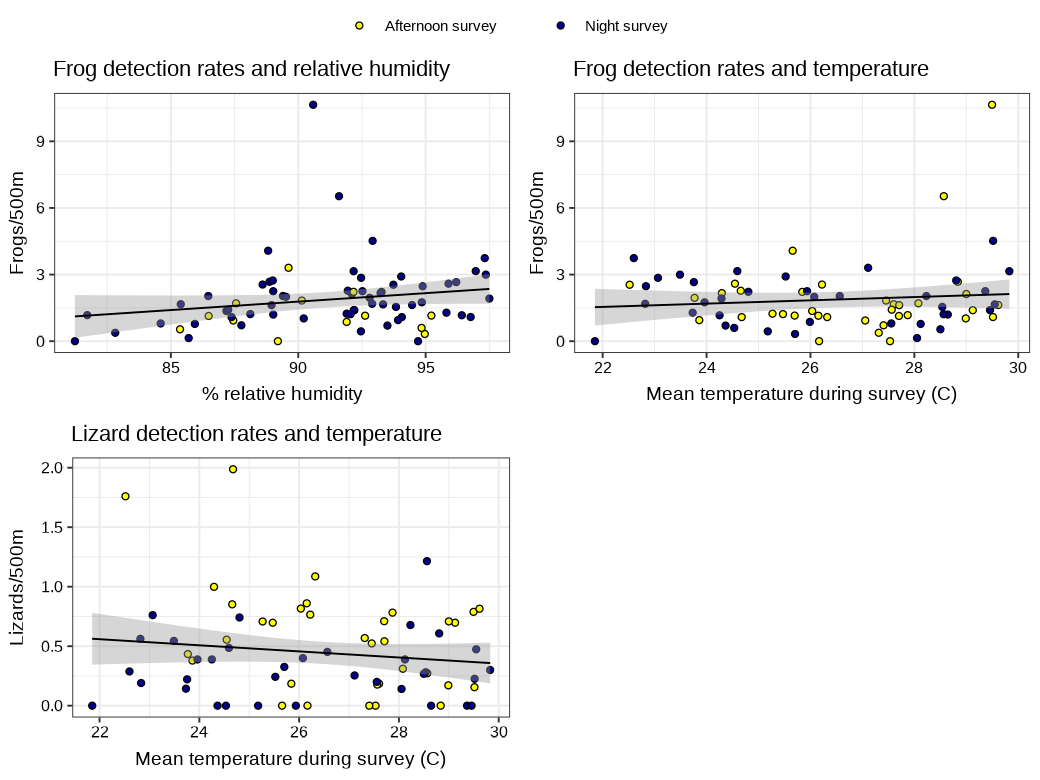 Afternoon survey Night survey
Frog detection rates and relative humidity
Frogs/500m
9
6
3
0
85 90 95
% relative humidity
Frog detection rates and temperature
Frogs/500m
9
6
3
0
22 24 26 28 30
Mean temperature during survey (C)
Lizard detection rates and temperature
Lizards/500m
2.0
1.5
1.0
0.5
0.0
22 24 26 28 30
Mean temperature during survey (C)